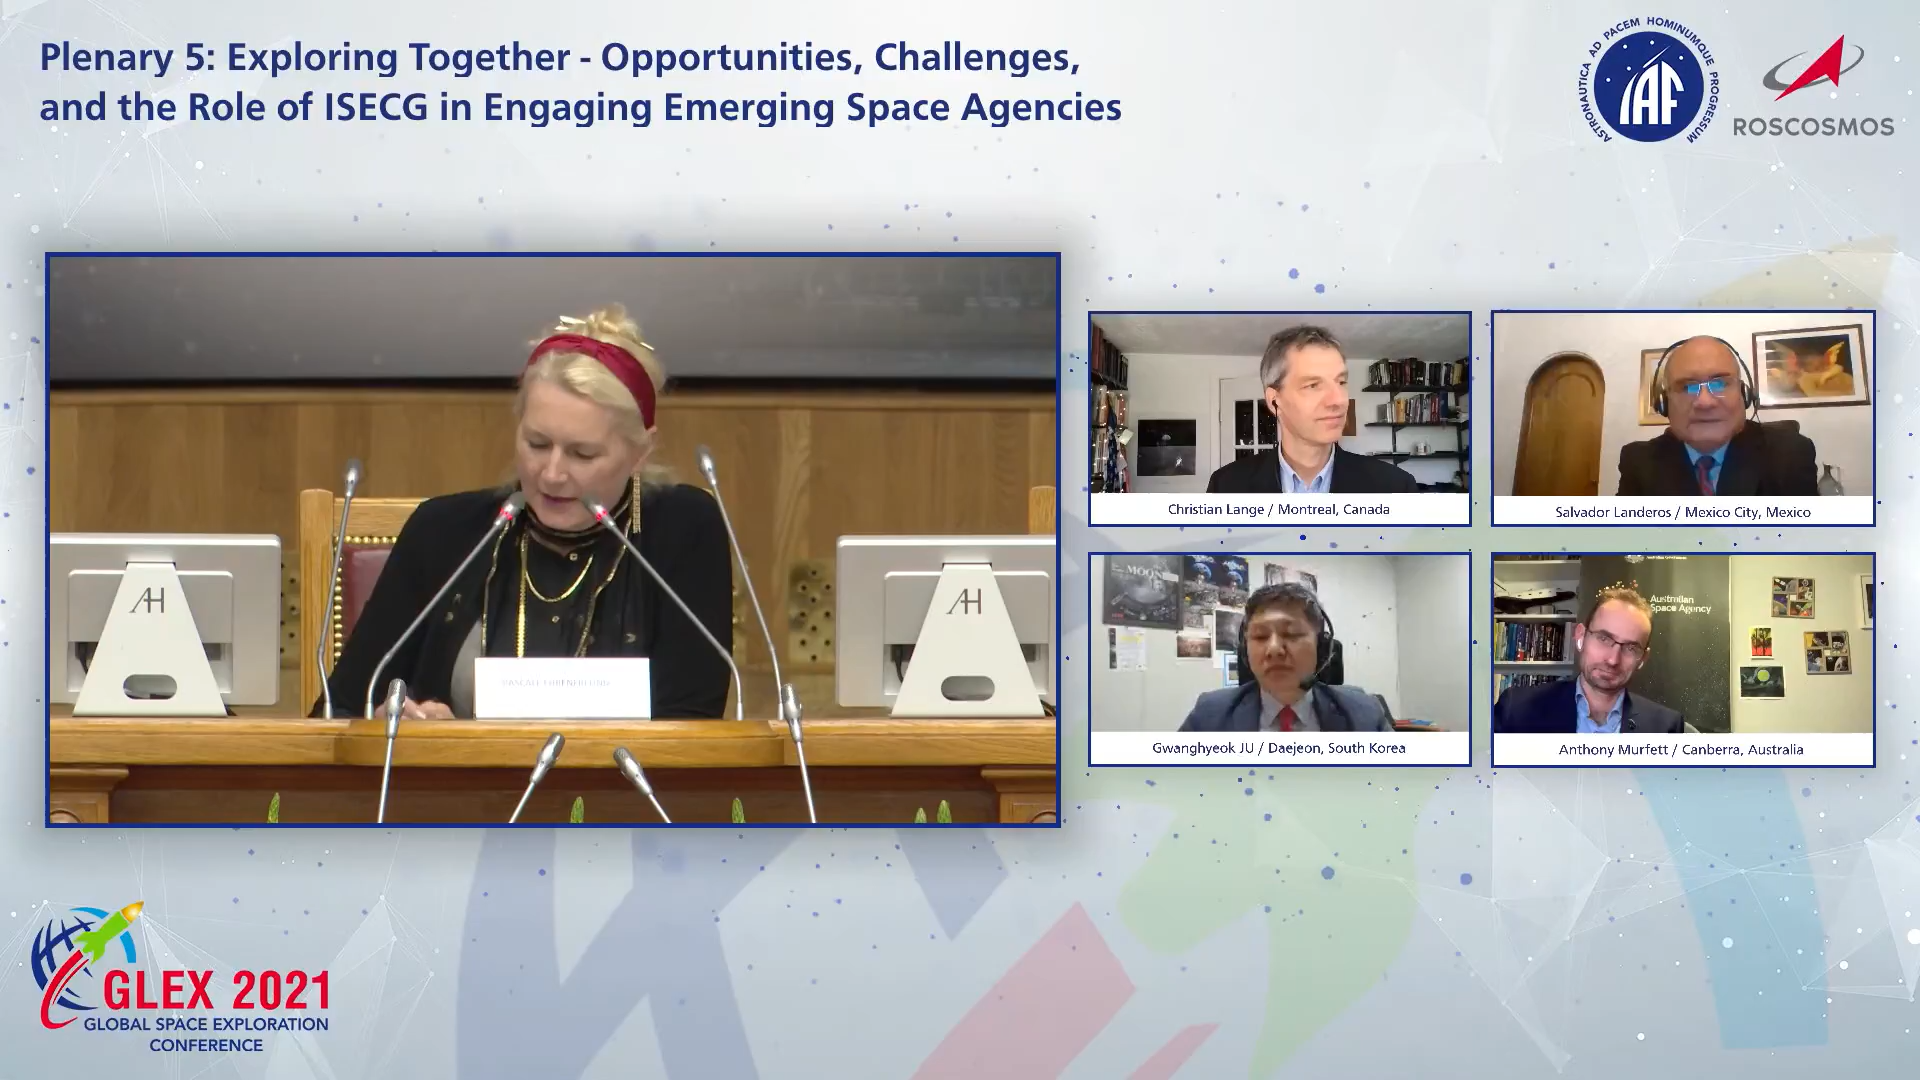 Plenary 5: Exploring Together - Opportunities, Challenges,
and the Role of ISECG in Engaging Emerging Space Agencies
ASTRONAUTICA AD PACEM HOMINUMQUE PROGRESSUM
IAF
ROSCOSMOS
AH
AH
PASCALE EHRENFREUND
Christian Lange / Montreal, Canada
Salvador Landeros / Mexico City, Mexico
MOON
Gwanghyeok JU / Daejeon, South Korea
Australian
Space Agency
Anthony Murfett / Canberra, Australia
GLEX 2021
GLOBAL SPACE EXPLORATION
CONFERENCE